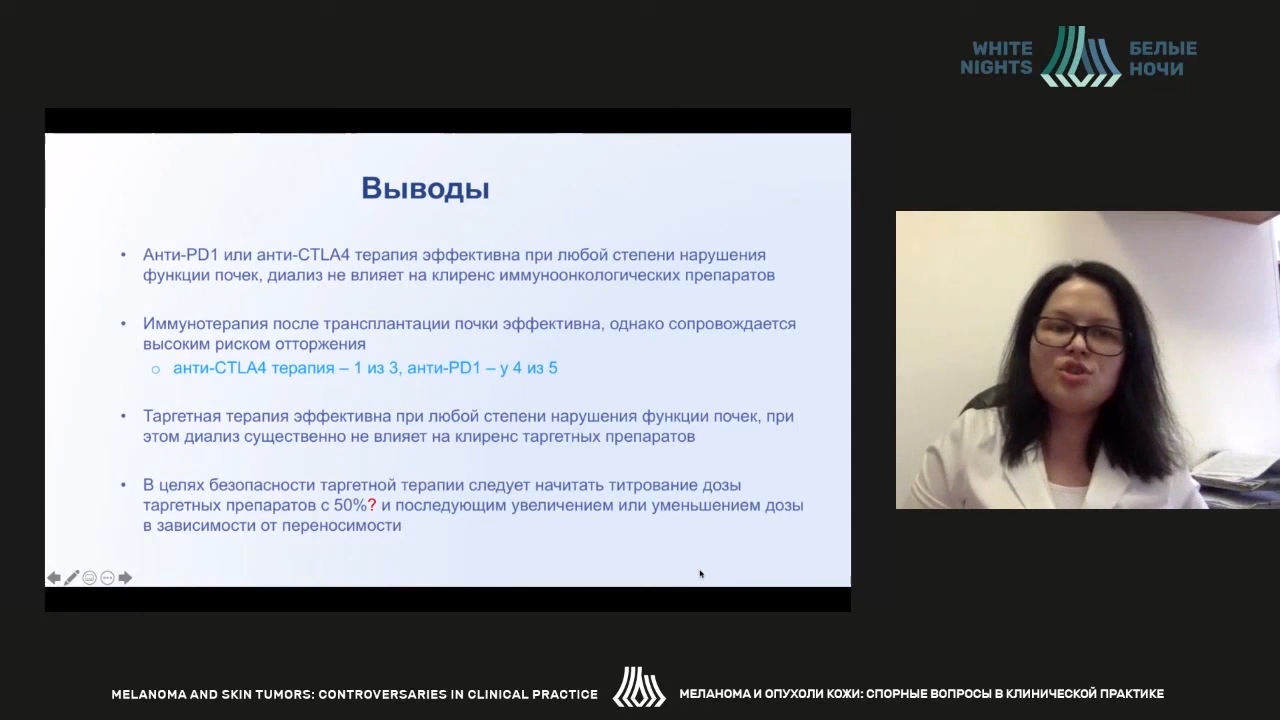 WHITE
NIGHTS
БЕЛЫЕ
НОЧИ
Выводы
• Анти-PD1 или анти-CTLA4 терапия эффективна при любой степени нарушения
функции почек, диализ не влияет на клиренс иммуноонкологических препаратов
• Иммунотерапия после трансплантации почки эффективна, однако сопровождается
высоким риском отторжения
o анти-CTLA4 терапия – 1 из 3, анти-PD1 – у 4 из 5
• Таргетная терапия эффективна при любой степени нарушения функции почек, при
этом диализ существенно не влияет на клиренс таргетных препаратов
• В целях безопасности таргетной терапии следует начитать титрование дозы
таргетных препаратов с 50%? и последующим увеличением или уменьшением дозы
в зависимости от переносимости
MELANOMA AND SKIN TUMORS: CONTROVERSARIES IN CLINICAL PRACTICE
МЕЛАНОМА И ОПУХОЛИ КОЖИ: СПОРНЫЕ ВОПРОСЫ В КЛИНИЧЕСКОЙ ПРАКТИКЕ